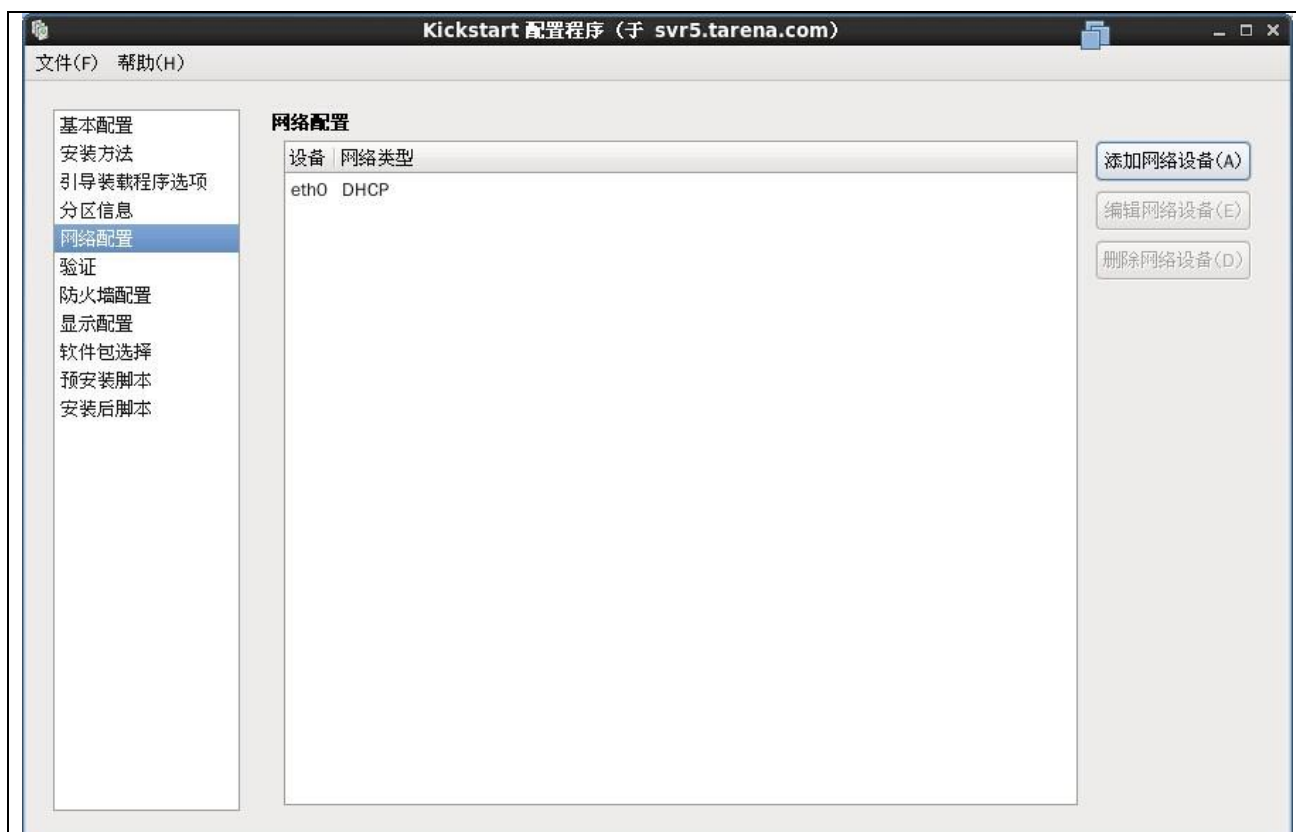 Kickstart 配置程序（于 svr5.tarena.com）
文件(F) 帮助(H)
基本配置
安装方法
引导装载程序选项
分区信息
网络配置
验证
防火墙配置
显示配置
软件包选择
预安装脚本
安装后脚本
网络配置
设备 网络类型
eth0 DHCP
添加网络设备(A)
编辑网络设备(E)
删除网络设备(D)